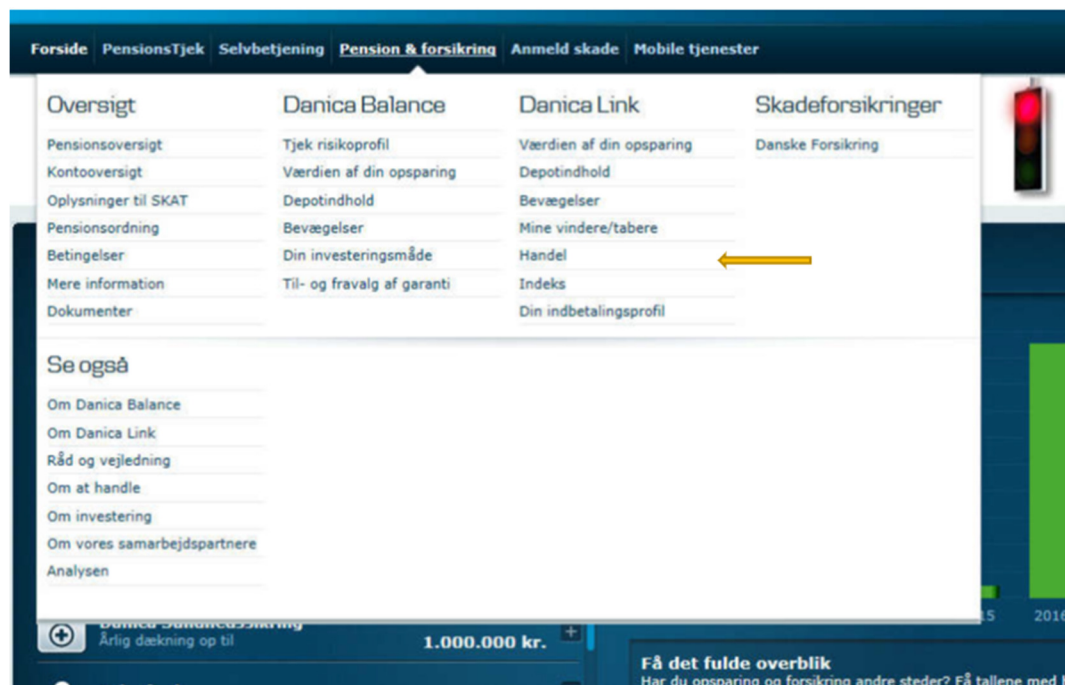 Forside PensionsTjek Selvbetjening Pension & forsikring Anmeld skade Mobile tjenester
Oversigt
Pensionsoversigt
Kontooversigt
Oplysninger til SKAT
Pensionsordning
Betingelser
Mere information
Dokumenter
Danica Balance
Tjek risikoprofil
Værdien af din opsparing
Depotindhold
Bevægelser
Din investeringsmåde
Til- og fravalg af garanti
Danica Link
Værdien af din opsparing
Depotindhold
Bevægelser
Mine vindere/tabere
Handel
Indeks
Din indbetalingsprofil
Skadeforsikringer
Danske Forsikring
Se også
Om Danica Balance
Om Danica Link
Råd og vejledning
Om at handle
Om investering
Om vores samarbejdspartnere
Analysen
15 2016
Danica Sundhedssikring
Årlig dækning op til
1.000.000 kr.
Få det fulde overblik
Har du opsparing og forsikring andre steder? Få tallene med